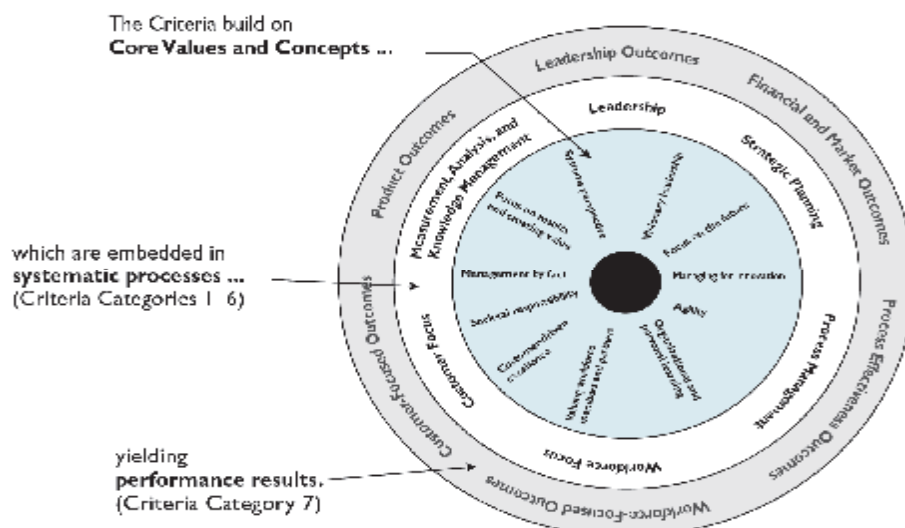 The Criteria build on
Core Values and Concepts ...
which are embedded in
systematic processes ...
(Criteria Categories 1–6)
yielding
performance results.
(Criteria Category 7)
Leadership Outcomes
Financial and Market Outcomes
Process Effectiveness Outcomes
Workforce-Focused Outcomes
Customer-Focused Outcomes
Product Outcomes
Leadership
Strategic Planning
Process Management
Workforce Focus
Customer Focus
Measurement, Analysis, and
Knowledge Management
Systems perspective
Visionary leadership
Focus on the future
Managing for innovation
Agility
Organizational and
personal learning
Valuing workforce
members and partners
Customer-driven
excellence
Societal responsibility
Management by fact
Focus on results
and creating value